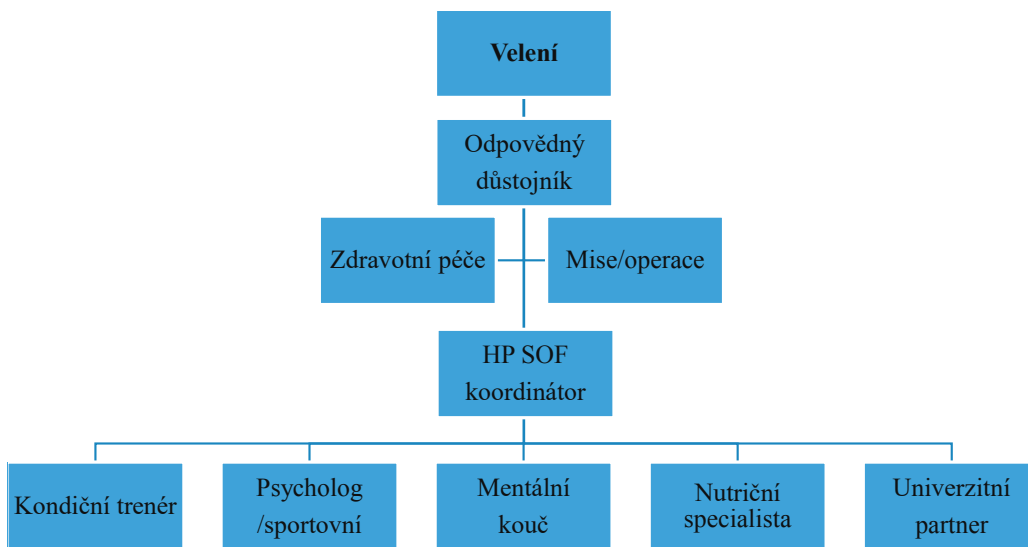 Velení
Odpovědný
důstojník
Zdravotní péče
Mise/operace
HP SOF
koordinátor
Kondiční trenér
Psycholog
/sportovní
Mentální
kouč
Nutriční
specialista
Univerzitní
partner